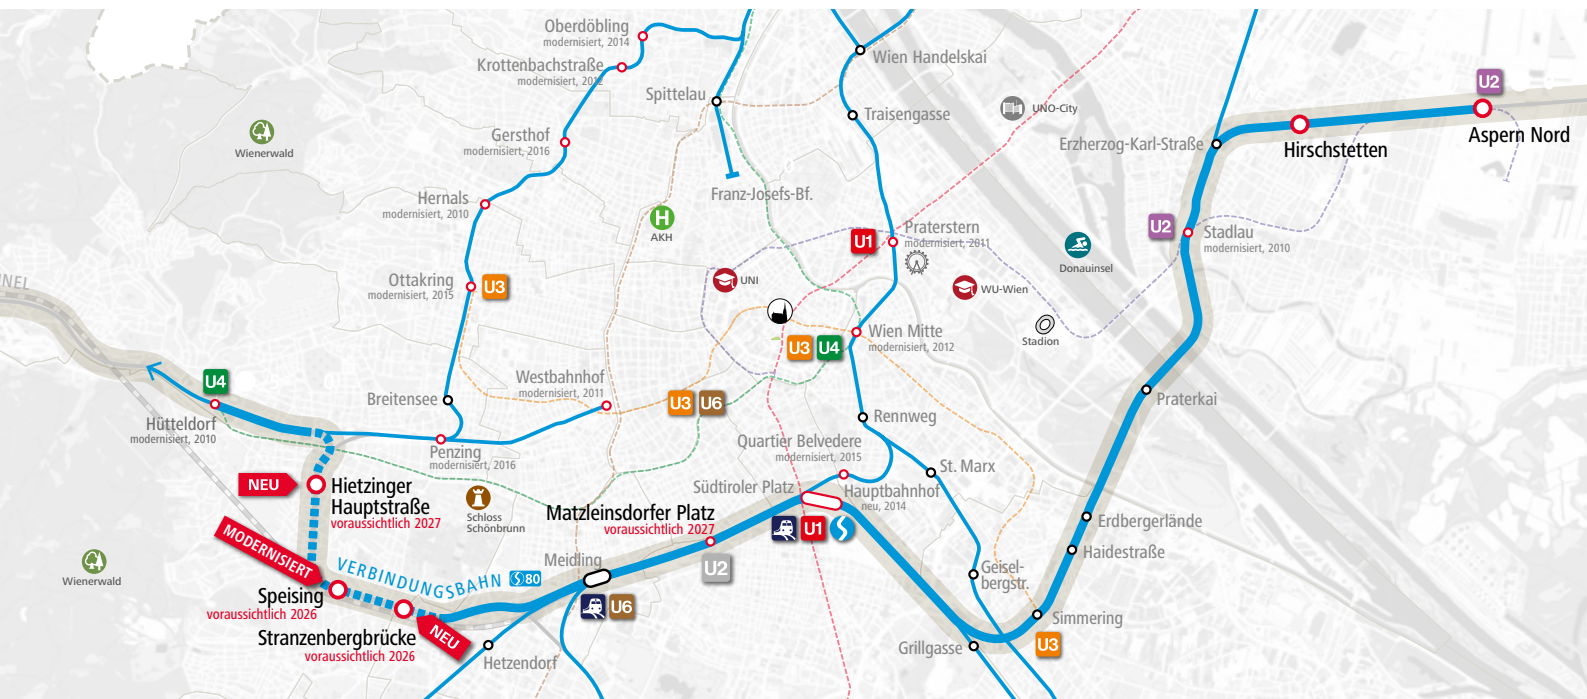 Oberdöbling
modernisiert, 2014
Krottenbachstraße
modernisiert, 2012
Spittelau
Wien Handelskai
Traisengasse
UNO-City
U2
Aspern Nord
Hirschstetten
Erzherzog-Karl-Straße
Wienerwald
Gersthof
modernisiert, 2016
Hernals
modernisiert, 2010
Franz-Josefs-Bf.
H
AKH
U1
Praterstern
modernisiert, 2011
U2
Stadlau
modernisiert, 2010
Donauinsel
Ottakring
modernisiert, 2015
U3
UNI
WU-Wien
Stadion
NEL
Wien Mitte
modernisiert, 2012
U3 U4
U4
Hütteldorf
modernisiert, 2010
Breitensee
Westbahnhof
modernisiert, 2011
U3 U6
Praterkai
Rennweg
Penzing
modernisiert, 2016
Quartier Belvedere
modernisiert, 2015
St. Marx
NEU
Hietzinger
Hauptstraße
voraussichtlich 2027
Schloss
Schönbrunn
Südtiroler Platz
Hauptbahnhof
neu, 2014
Matzleinsdorfer Platz
voraussichtlich 2027
U1
U2
Erdbergerlände
Haidestraße
MODERNISIERT
Wienerwald
VERBINDUNGSBAHN S80
Meidling
U6
Geisel-
bergstr.
Speising
voraussichtlich 2026
Stranzenbergbrücke
voraussichtlich 2026
NEU
Hetzendorf
Simmering
Grillgasse
U3